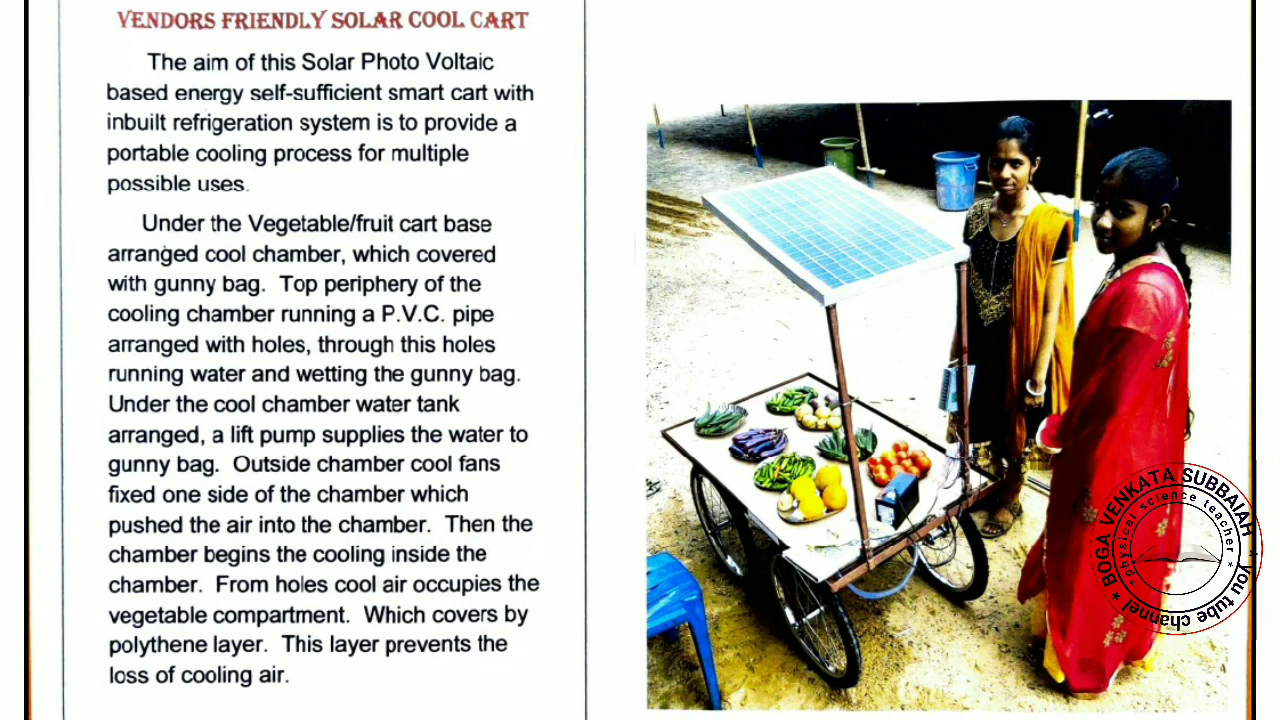 VENDORS FRIENDLY SOLAR COOL CART
The aim of this Solar Photo Voltaic
based energy self-sufficient smart cart with
inbuilt refrigeration system is to provide a
portable cooling process for multiple
possible uses.
Under the Vegetable/fruit cart base
arranged cool chamber, which covered
with gunny bag. Top periphery of the
cooling chamber running a P.V.C. pipe
arranged with holes, through this holes
running water and wetting the gunny bag.
Under the cool chamber water tank
arranged, a lift pump supplies the water to
gunny bag. Outside chamber cool fans
fixed one side of the chamber which
pushed the air into the chamber. Then the
chamber begins the cooling inside the
chamber. From holes cool air occupies the
vegetable compartment. Which covers by
polythene layer. This layer prevents the
loss of cooling air.
* BOGA VENKATA SUBBAIAH * you tube channel
* Physical science teacher *